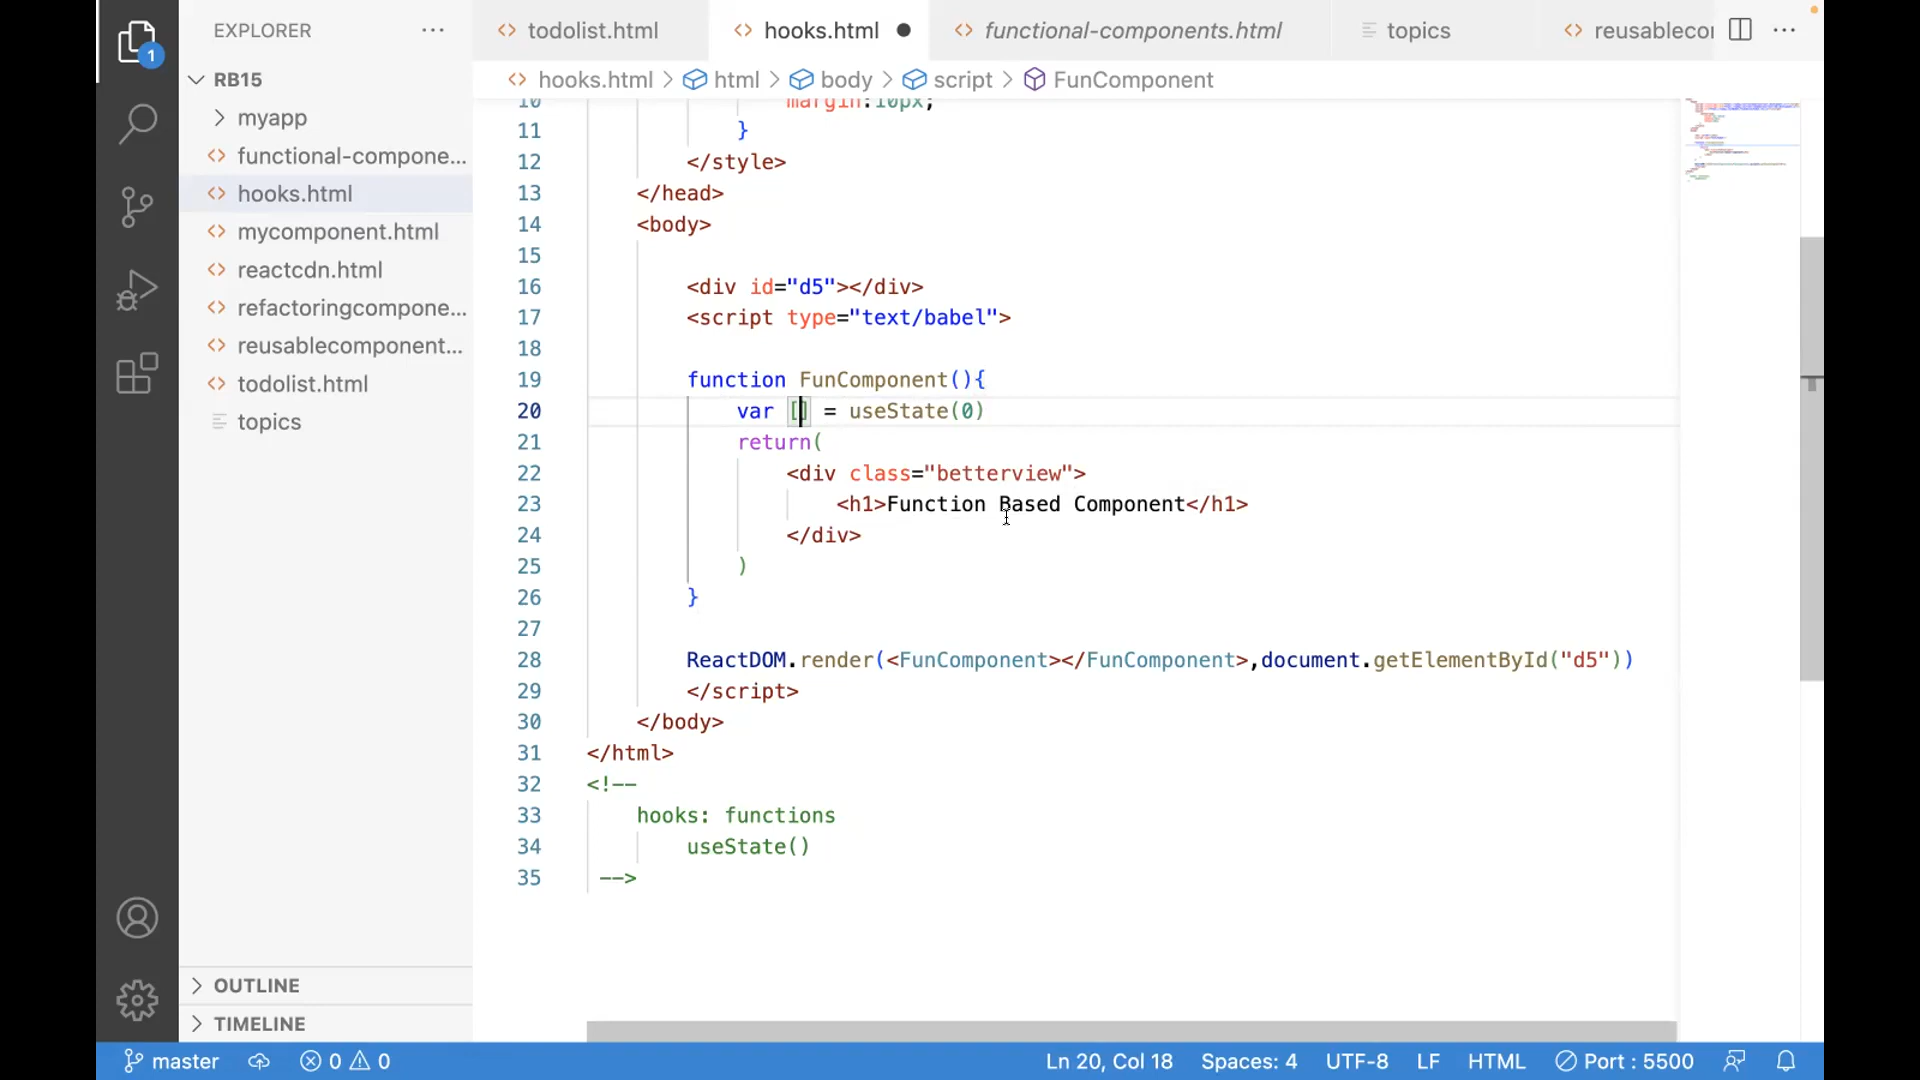 EXPLORER
1
RB15
myapp
functional-compone...
hooks.html
mycomponent.html
reactcdn.html
refactoringcompone...
reusablecomponent...
todolist.html
topics
OUTLINE
TIMELINE
todolist.html
hooks.html
functional-components.html
topics
reusablecor
hooks.html > html > body > script > FunComponent
10 margin:10px;
11 }
12 </style>
13 </head>
14 <body>
15
16 <div id="d5"></div>
17 <script type="text/babel">
18
19 function FunComponent(){
20 var [] = useState(0)
21 return(
22 <div class="betterview">
23 <h1>Function Based Component</h1>
24 </div>
25 )
26 }
27
28 ReactDOM.render(<FunComponent></FunComponent>,document.getElementById("d5"))
29 </script>
30 </body>
31 </html>
32 <!--
33 hooks: functions
34 useState()
35 -->
master 0 0 Ln 20, Col 18 Spaces: 4 UTF-8 LF HTML Port : 5500